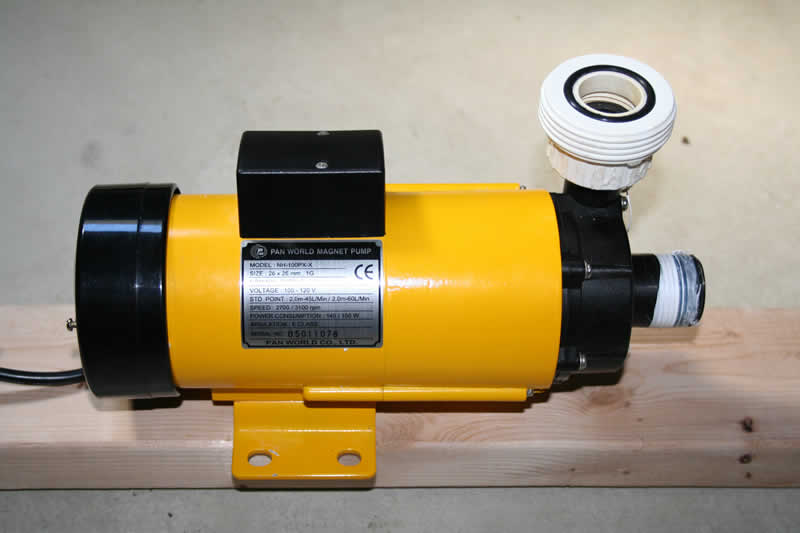 PAN WORLD MAGNET PUMP
MODEL : NH-100PX-X
SIZE : 26 x 26 mm 1G
VOLTAGE : 100 - 120 V
STD. POINT : 2.0m-45L/Min / 2.0m-60L/Min
SPEED : 2700 / 3100 rpm
POWER CONSUMPTION : 140 / 150 W
INSULATION : E CLASS
SERIAL NO. 05011076
PAN WORLD CO., LTD.
CE